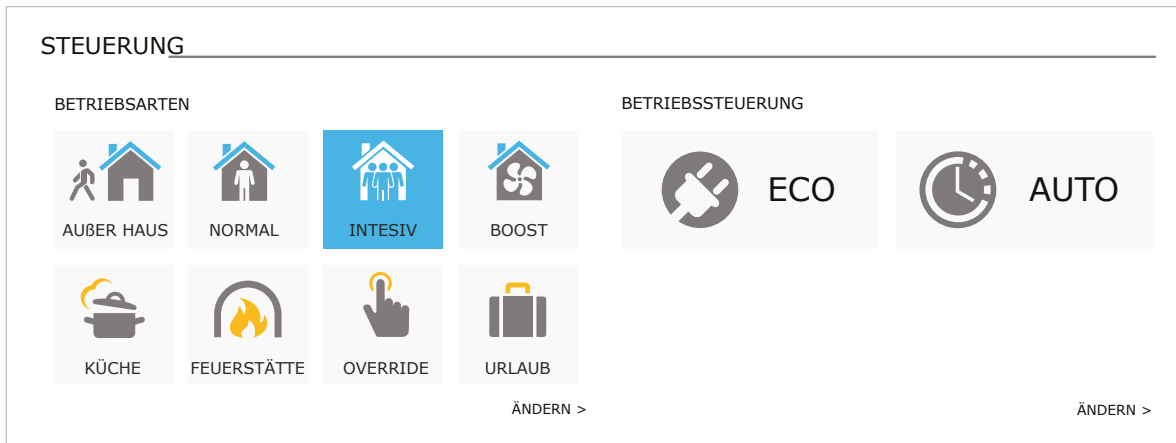 STEUERUNG
BETRIEBSARTEN
AUßER HAUS
NORMAL
INTESIV
BOOST
KÜCHE
FEUERSTÄTTE
OVERRIDE
URLAUB
ÄNDERN >
BETRIEBSSTEUERUNG
ECO
AUTO
ÄNDERN >